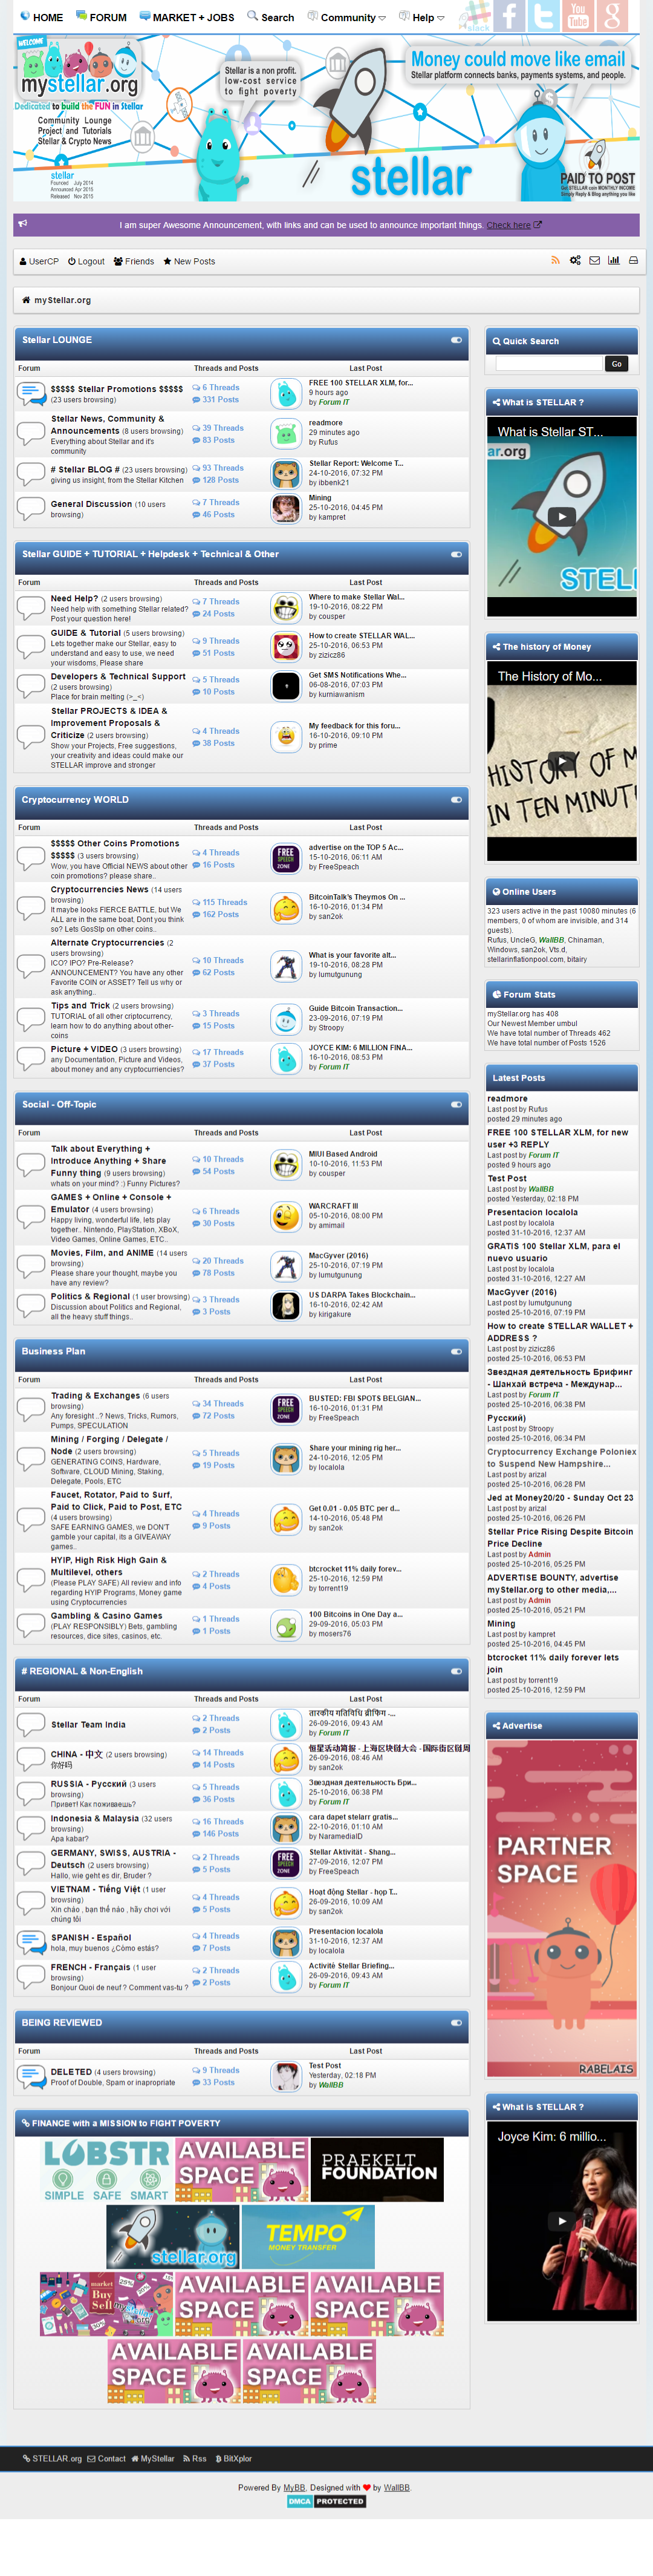 HOME FORUM MARKET + JOBS Search Community Help
stack
WELCOME
mystellar.org
Dedicated to build the FUN in Stellar
Community Lounge
Project and Tutorials
Stellar & Crypto News
stellar
Founded July 2014
Announced Apr 2015
Released Nov 2015
Stellar is a non profit.
low-cost service
to fight poverty
Money could move like email
Stellar platform connects banks, payments systems, and people.
stellar
PAID TO POST
Get STELLAR coin MONTHLY INCOME
Simply Reply & Blog anything you like
I am super Awesome Announcement, with links and can be used to announce important things. Check here
UserCP Logout Friends New Posts
myStellar.org
Stellar LOUNGE
Forum Threads and Posts Last Post
$$$$$ Stellar Promotions $$$$$
(23 users browsing)
6 Threads
331 Posts
FREE 100 STELLAR XLM, for...
9 hours ago
by Forum IT
Stellar News, Community &
Announcements (8 users browsing)
Everything about Stellar and it's
community
39 Threads
83 Posts
readmore
29 minutes ago
by Rufus
# Stellar BLOG # (23 users browsing)
giving us insight, from the Stellar Kitchen
93 Threads
128 Posts
Stellar Report: Welcome T...
24-10-2016, 07:32 PM
by ibbenk21
General Discussion (10 users
browsing)
7 Threads
46 Posts
Mining
25-10-2016, 04:45 PM
by kampret
Stellar GUIDE + TUTORIAL + Helpdesk + Technical & Other
Forum Threads and Posts Last Post
Need Help? (2 users browsing)
Need help with something Stellar related?
Post your question here!
7 Threads
24 Posts
Where to make Stellar Wal...
19-10-2016, 08:22 PM
by cousper
GUIDE & Tutorial (5 users browsing)
Lets together make our Stellar, easy to
understand and easy to use, we need
your wisdoms, Please share
9 Threads
51 Posts
How to create STELLAR WAL...
25-10-2016, 06:53 PM
by zizicz86
Developers & Technical Support
(2 users browsing)
Place for brain melting (>_<)
5 Threads
10 Posts
Get SMS Notifications Whe...
06-08-2016, 07:03 PM
by kurniawanism
Stellar PROJECTS & IDEA &
Improvement Proposals &
Criticize (2 users browsing)
Show your Projects, Free suggestions,
your creativity and ideas could make our
STELLAR improve and stronger
4 Threads
38 Posts
My feedback for this foru...
16-10-2016, 09:10 PM
by prime
Cryptocurrency WORLD
Forum Threads and Posts Last Post
$$$$$ Other Coins Promotions
$$$$$ (3 users browsing)
Wow, you have Official NEWS about other
coin promotions? please share..
4 Threads
16 Posts
FREE SPEECH ZONE
advertise on the TOP 5 Ac...
15-10-2016, 06:11 AM
by FreeSpeach
Cryptocurrencies News (14 users
browsing)
It maybe looks FIERCE BATTLE, but We
ALL are in the same boat, Dont you think
so? Lets GosSIp on other coins..
115 Threads
162 Posts
BitcoinTalk's Theymos On ...
16-10-2016, 01:34 PM
by san2ok
Alternate Cryptocurrencies (2
users browsing)
ICO? IPO? Pre-Release?
ANNOUNCEMENT? You have any other
Favorite COIN or ASSET? Tell us why or
ask anything..
10 Threads
62 Posts
What is your favorite alt...
19-10-2016, 08:28 PM
by lumutgunung
Tips and Trick (2 users browsing)
TUTORIAL of all other criptocurrency,
learn how to do anything about other-
coins
3 Threads
15 Posts
Guide Bitcoin Transaction...
23-09-2016, 07:19 PM
by Stroopy
Picture + VIDEO (3 users browsing)
any Documentation, Picture and Videos,
about money and any cryptocurriencies?
17 Threads
37 Posts
JOYCE KIM: 6 MILLION FINA...
16-10-2016, 08:53 PM
by Forum IT
Social - Off-Topic
Forum Threads and Posts Last Post
Talk about Everything +
Introduce Anything + Share
Funny thing (9 users browsing)
whats on your mind? :) Funny Pictures?
10 Threads
54 Posts
MIUI Based Android
10-10-2016, 11:53 PM
by cousper
GAMES + Online + Console +
Emulator (4 users browsing)
Happy living, wonderful life, lets play
together.. Nintendo, PlayStation, XBoX,
Video Games, Online Games, ETC..
6 Threads
30 Posts
WARCRAFT III
05-10-2016, 08:00 PM
by amimail
Movies, Film, and ANIME (14 users
browsing)
Please share your thought, maybe you
have any review?
20 Threads
78 Posts
MacGyver (2016)
25-10-2016, 07:19 PM
by lumutgunung
Politics & Regional (1 user browsing)
Discussion about Politics and Regional,
all the heavy stuff things..
3 Threads
3 Posts
US DARPA Takes Blockchain...
16-10-2016, 02:42 AM
by kirigakure
Business Plan
Forum Threads and Posts Last Post
Trading & Exchanges (6 users
browsing)
Any foresight ..? News, Tricks, Rumors,
Pumps, SPECULATION
34 Threads
72 Posts
FREE SPEECH ZONE
BUSTED: FBI SPOTS BELGIAN...
16-10-2016, 01:31 PM
by FreeSpeach
Mining / Forging / Delegate /
Node (2 users browsing)
GENERATING COINS, Hardware,
Software, CLOUD Mining, Staking,
Delegate, Pools, ETC
5 Threads
19 Posts
Share your mining rig her...
24-10-2016, 12:05 PM
by localola
Faucet, Rotator, Paid to Surf,
Paid to Click, Paid to Post, ETC
(4 users browsing)
SAFE EARNING GAMES, we DON'T
gamble your capital, its a GIVEAWAY
games..
4 Threads
9 Posts
Get 0.01 - 0.05 BTC per d...
14-10-2016, 05:48 PM
by san2ok
HYIP, High Risk High Gain &
Multilevel, others
(Please PLAY SAFE) All review and info
regarding HYIP Programs, Money game
using Cryptocurrencies
2 Threads
4 Posts
btcrocket 11% daily forev...
25-10-2016, 12:59 PM
by torrent19
Gambling & Casino Games
(PLAY RESPONSIBLY) Bets, gambling
resources, dice sites, casinos, etc.
1 Threads
1 Posts
100 Bitcoins in One Day a...
29-09-2016, 05:03 PM
by mosers76
# REGIONAL & Non-English
Forum Threads and Posts Last Post
Stellar Team India
2 Threads
2 Posts
तारकीय गतिविधि ब्रीफिंग -...
26-09-2016, 09:43 AM
by Forum IT
CHINA - 中文 (2 users browsing)
你好吗
14 Threads
14 Posts
恒星活动简报 - 上海区块链大会 - 国际街区链周
26-09-2016, 08:46 AM
by san2ok
RUSSIA - Русский (3 users
browsing)
Привет! Как поживаешь?
5 Threads
36 Posts
Звездная деятельность Бри...
25-10-2016, 06:38 PM
by Forum IT
Indonesia & Malaysia (32 users
browsing)
Apa kabar?
16 Threads
146 Posts
cara dapet stelarr gratis...
22-10-2016, 01:10 AM
by NaramediaID
GERMANY, SWISS, AUSTRIA -
Deutsch (2 users browsing)
Hallo, wie geht es dir, Bruder ?
2 Threads
5 Posts
FREE SPEECH ZONE
Stellar Aktivität - Shang...
27-09-2016, 12:07 PM
by FreeSpeach
VIETNAM - Tiếng Việt (1 user
browsing)
Xin chào , bạn thế nào , hãy chơi với
chúng tôi
4 Threads
5 Posts
Hoạt động Stellar - họp T...
26-09-2016, 10:09 AM
by san2ok
SPANISH - Español
hola, muy buenos ¿Cómo estás?
4 Threads
7 Posts
Presentacion localola
31-10-2016, 12:37 AM
by localola
FRENCH - Français (1 user
browsing)
Bonjour Quoi de neuf ? Comment vas-tu ?
2 Threads
2 Posts
Activité Stellar Briefing...
26-09-2016, 09:43 AM
by Forum IT
BEING REVIEWED
Forum Threads and Posts Last Post
DELETED (4 users browsing)
Proof of Double, Spam or inapropriate
9 Threads
33 Posts
Test Post
Yesterday, 02:18 PM
by WallBB
FINANCE with a MISSION to FIGHT POVERTY
LOBSTR
SIMPLE SAFE SMART
AVAILABLE SPACE
PRAEKELT FOUNDATION
stellar.org
TEMPO
MONEY TRANSFER
market
Buy
Sell
AVAILABLE SPACE
AVAILABLE SPACE
AVAILABLE SPACE
AVAILABLE SPACE
Quick Search
Go
What is STELLAR ?
What is Stellar ST...
ar.org
STELL
The history of Money
The History of Mo...
HISTORY OF M
IN TEN MINUTE
Online Users
323 users active in the past 10080 minutes (6
members, 0 of whom are invisible, and 314
guests).
Rufus, UncleG, WallBB, Chinaman,
Windows, san2ok, Vts.d,
stellarinflationpool.com, bitairy
Forum Stats
myStellar.org has 408
Our Newest Member umbul
We have total number of Threads 462
We have total number of Posts 1526
Latest Posts
readmore
Last post by Rufus
posted 29 minutes ago
FREE 100 STELLAR XLM, for new
user +3 REPLY
Last post by Forum IT
posted 9 hours ago
Test Post
Last post by WallBB
posted Yesterday, 02:18 PM
Presentacion localola
Last post by localola
posted 31-10-2016, 12:37 AM
GRATIS 100 Stellar XLM, para el
nuevo usuario
Last post by localola
posted 31-10-2016, 12:27 AM
MacGyver (2016)
Last post by lumutgunung
posted 25-10-2016, 07:19 PM
How to create STELLAR WALLET +
ADDRESS ?
Last post by zizicz86
posted 25-10-2016, 06:53 PM
Звездная деятельность Брифинг
- Шанхай встреча - Междунар...
Last post by Forum IT
posted 25-10-2016, 06:38 PM
Русский)
Last post by Stroopy
posted 25-10-2016, 06:34 PM
Cryptocurrency Exchange Poloniex
to Suspend New Hampshire...
Last post by arizal
posted 25-10-2016, 06:28 PM
Jed at Money20/20 - Sunday Oct 23
Last post by arizal
posted 25-10-2016, 06:26 PM
Stellar Price Rising Despite Bitcoin
Price Decline
Last post by Admin
posted 25-10-2016, 05:25 PM
ADVERTISE BOUNTY, advertise
myStellar.org to other media,...
Last post by Admin
posted 25-10-2016, 05:21 PM
Mining
Last post by kampret
posted 25-10-2016, 04:45 PM
btcrocket 11% daily forever lets
join
Last post by torrent19
posted 25-10-2016, 12:59 PM
Advertise
PARTNER
SPACE
RABELAIS
What is STELLAR ?
Joyce Kim: 6 millio...
STELLAR.org Contact MyStellar Rss BitXplor
Powered By MyBB, Designed with by WallBB.
DMCA PROTECTED